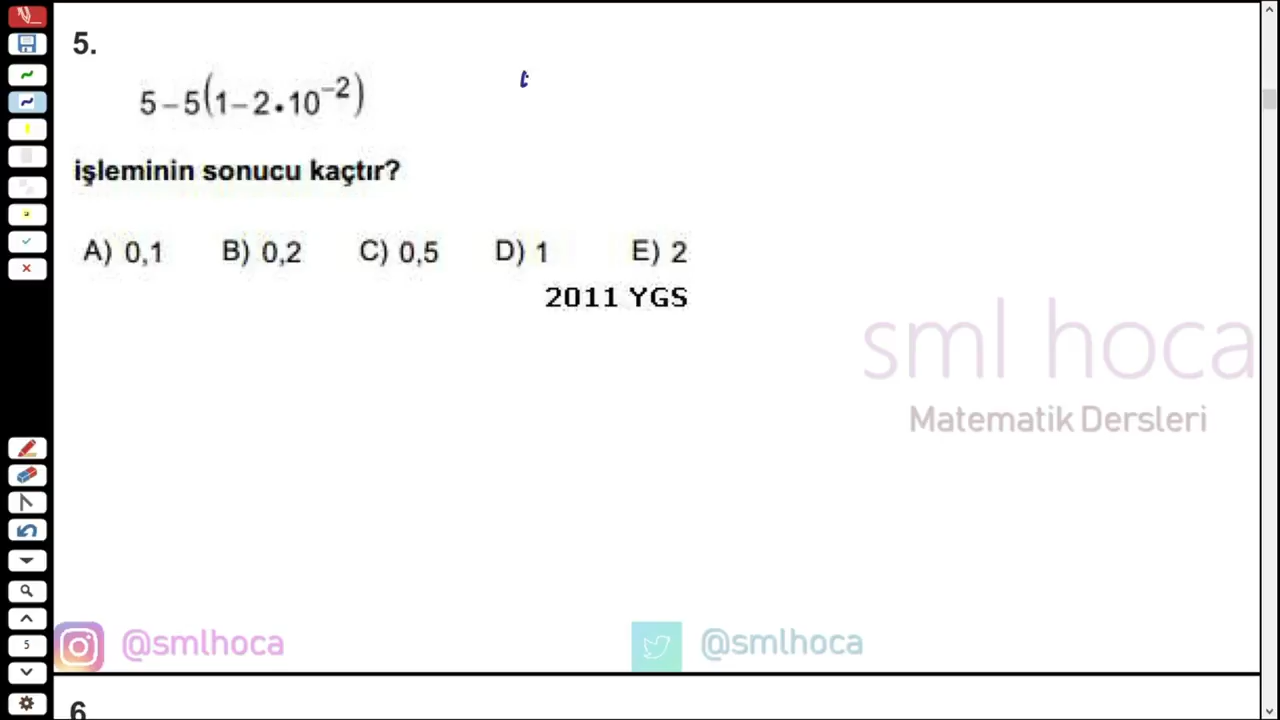 5.
5 – 5(1 – 2 • 10⁻²)
işleminin sonucu kaçtır?
A) 0,1 B) 0,2 C) 0,5 D) 1 E) 2
2011 YGS
sml hoca
Matematik Dersleri
5
@smlhoca @smlhoca
6